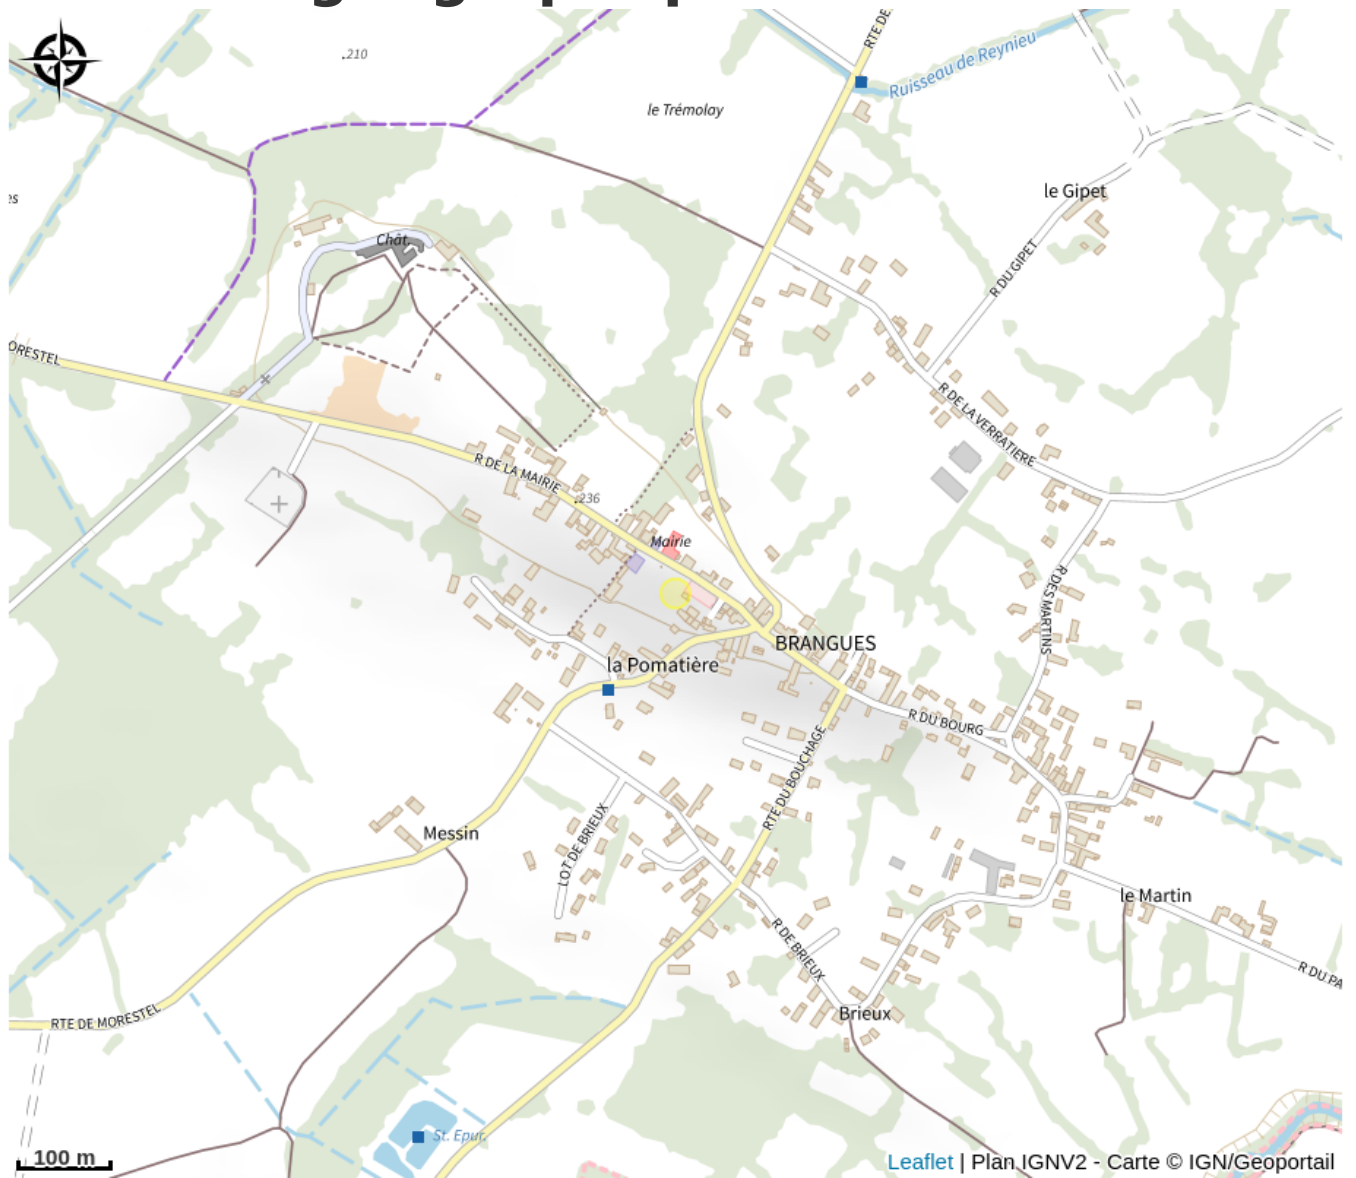 .210
Ruisseau de Reynieu
RTE DE
le Trémolay
le Gipet
es
Chât.
R DU GIPET
ORESTEL
R DE LA VERRATIERE
R DE LA MAIRIE
.236
Mairie
R DES MARTINS
BRANGUES
la Pomatière
R DU BOURG
RTE DU BOUCHAGE
Messin
LOT DE BRIEUX
le Martin
R DE BRIEUX
R DU PA
RTE DE MORESTEL
Brieux
St. Epur.
100 m
Leaflet | Plan IGNV2 - Carte © IGN/Geoportail